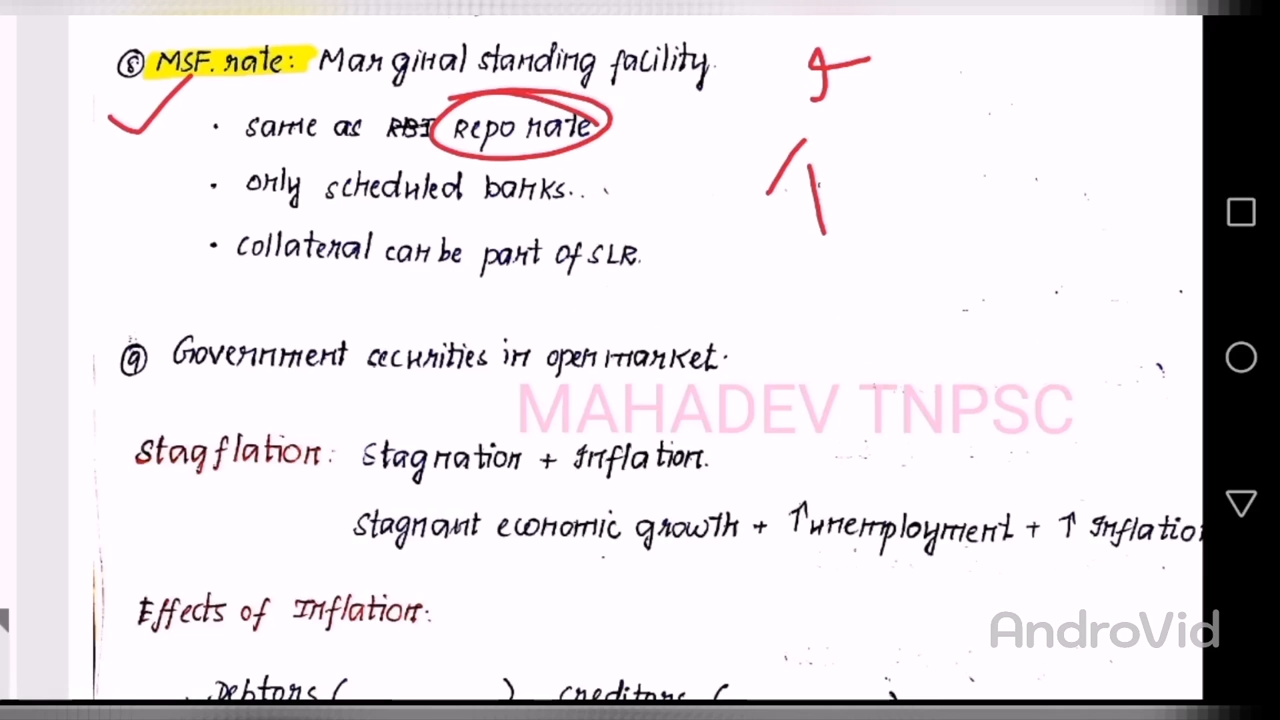 ⑧ MSF. rate: Marginal standing facility.
· same as RBI Repo rate
· only scheduled banks..
· collateral can be part of SLR.
⑨ Government securities in open market.
MAHADEV TNPSC
Stagflation: Stagnation + Inflation.
Stagnant economic growth + ↑unemployment + ↑ Inflation
Effects of Inflation:
AndroVid
. Debtors ( ) creditors ( )